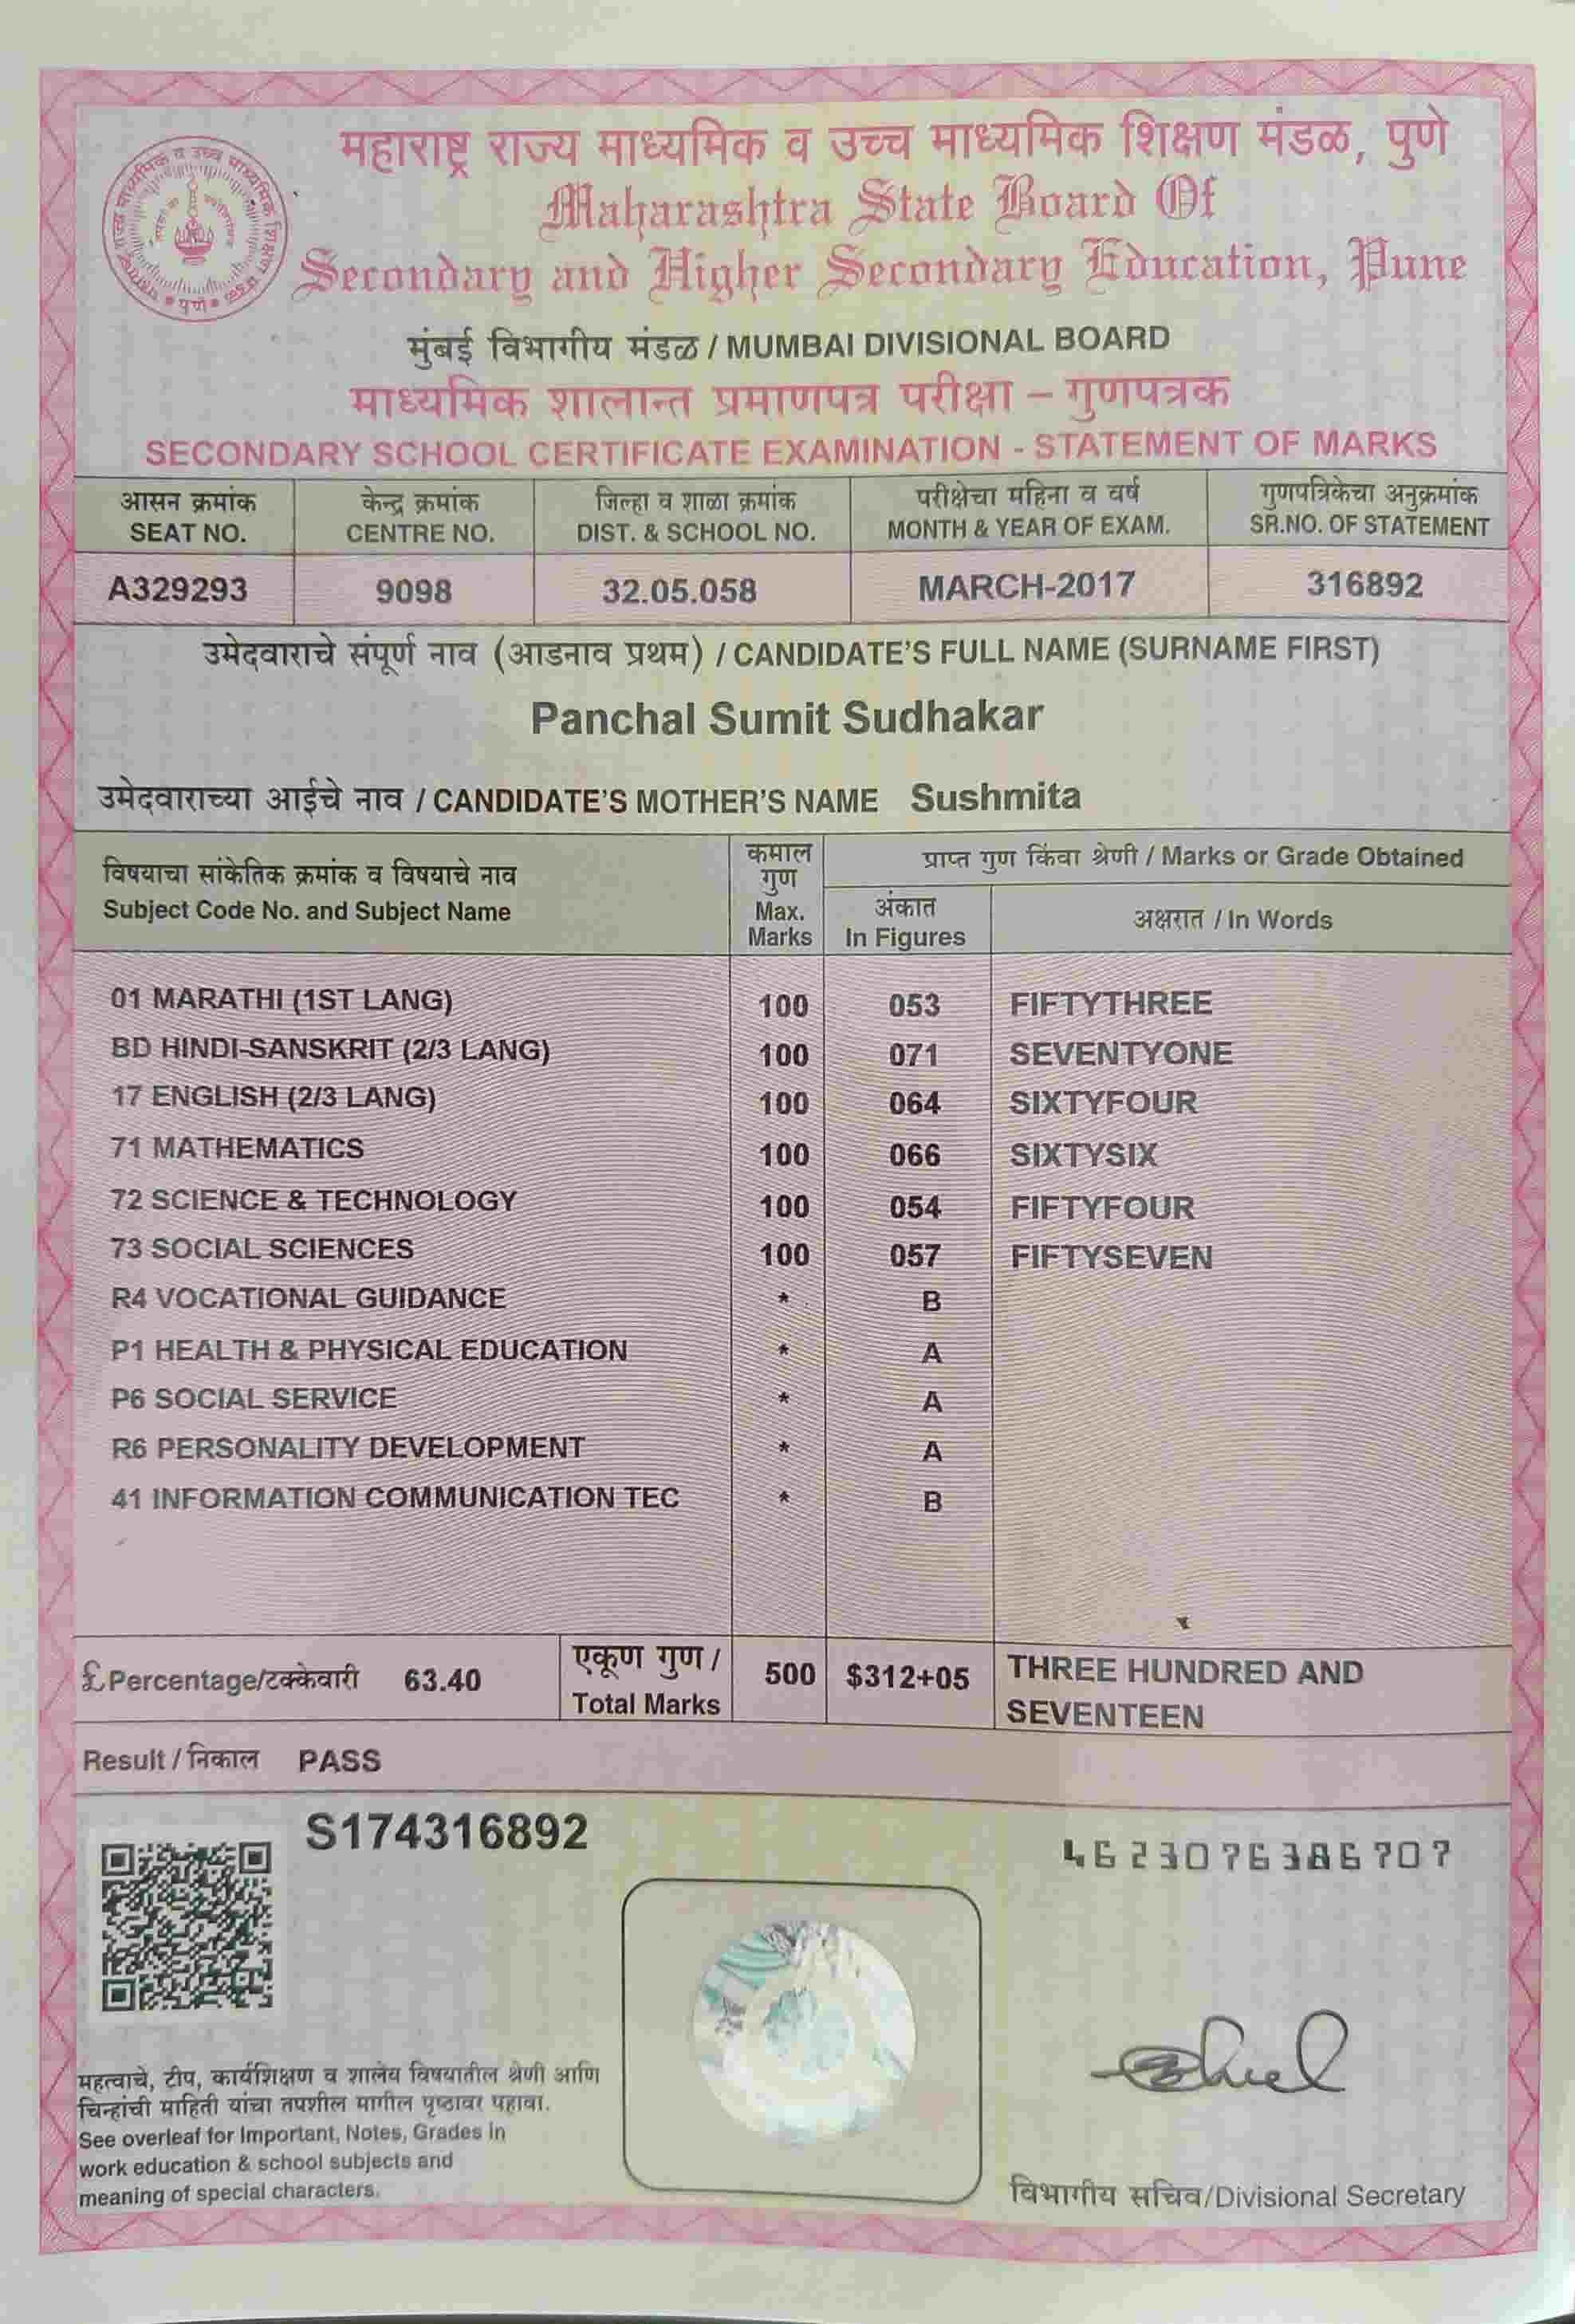 महाराष्ट्र राज्य माध्यमिक व उच्च माध्यमिक शिक्षण मंडळ, पुणे
Maharashtra State Board Of
Secondary and Higher Secondary Education, Pune
मुंबई विभागीय मंडळ / MUMBAI DIVISIONAL BOARD
माध्यमिक शालान्त प्रमाणपत्र परीक्षा – गुणपत्रक
SECONDARY SCHOOL CERTIFICATE EXAMINATION - STATEMENT OF MARKS
आसन क्रमांक केन्द्र क्रमांक जिल्हा व शाळा क्रमांक परीक्षेचा महिना व वर्ष गुणपत्रिकेचा अनुक्रमांक
SEAT NO. CENTRE NO. DIST. & SCHOOL NO. MONTH & YEAR OF EXAM. SR.NO. OF STATEMENT
A329293 9098 32.05.058 MARCH-2017 316892
उमेदवाराचे संपूर्ण नाव (आडनाव प्रथम) / CANDIDATE'S FULL NAME (SURNAME FIRST)
Panchal Sumit Sudhakar
उमेदवाराच्या आईचे नाव / CANDIDATE'S MOTHER'S NAME Sushmita
विषयाचा सांकेतिक क्रमांक व विषयाचे नाव
Subject Code No. and Subject Name
कमाल
गुण
Max.
Marks
प्राप्त गुण किंवा श्रेणी / Marks or Grade Obtained
अंकात
In Figures
अक्षरात / In Words
01 MARATHI (1ST LANG) 100 053 FIFTYTHREE
BD HINDI-SANSKRIT (2/3 LANG) 100 071 SEVENTYONE
17 ENGLISH (2/3 LANG) 100 064 SIXTYFOUR
71 MATHEMATICS 100 066 SIXTYSIX
72 SCIENCE & TECHNOLOGY 100 054 FIFTYFOUR
73 SOCIAL SCIENCES 100 057 FIFTYSEVEN
R4 VOCATIONAL GUIDANCE * B
P1 HEALTH & PHYSICAL EDUCATION * A
P6 SOCIAL SERVICE * A
R6 PERSONALITY DEVELOPMENT * A
41 INFORMATION COMMUNICATION TEC * B
£ Percentage/टक्केवारी 63.40
एकूण गुण /
Total Marks
500 $312+05 THREE HUNDRED AND
SEVENTEEN
Result / निकाल PASS
S174316892
4623076386707
महत्वाचे, टीप, कार्यशिक्षण व शालेय विषयातील श्रेणी आणि
चिन्हांची माहिती यांचा तपशील मागील पृष्ठावर पहावा.
See overleaf for Important, Notes, Grades in
work education & school subjects and
meaning of special characters.
विभागीय सचिव/Divisional Secretary